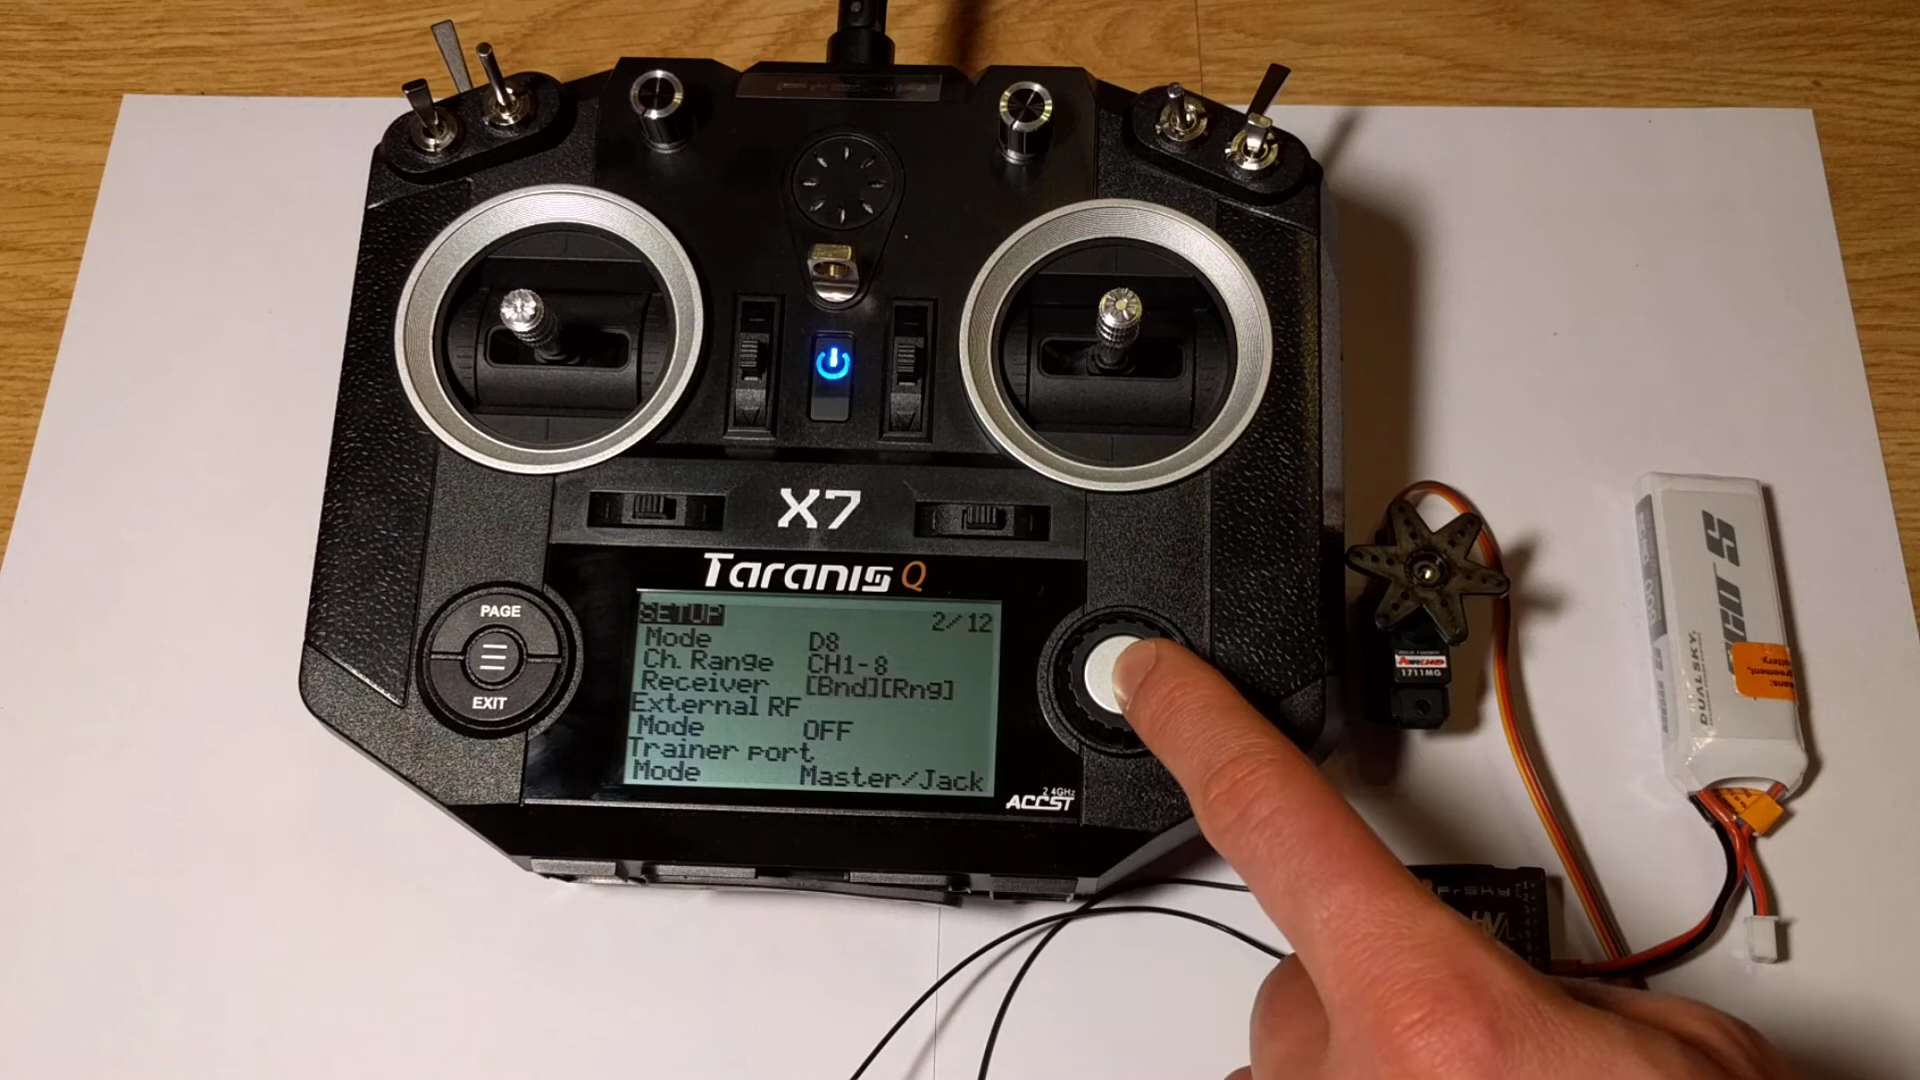 X7
Taranis Q
SETUP 2/12
Mode D8
Ch. Range CH1-8
Receiver [Bnd][Rng]
External RF
Mode OFF
Trainer port
Mode Master/Jack
2.4GHz
ACCST
PAGE
EXIT
1711MG
DUALSKY
S